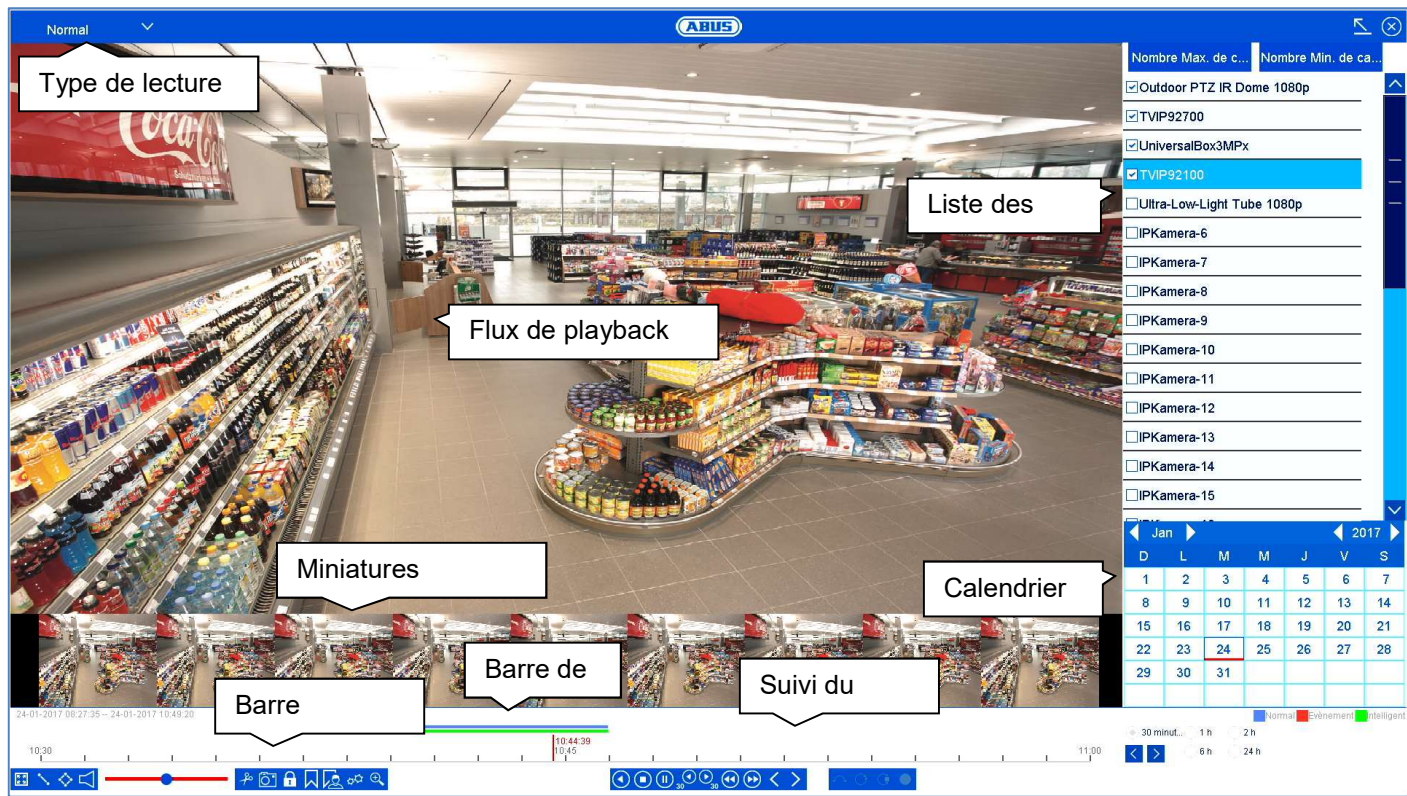 Normal
ABUS
Type de lecture
Nombre Max. de c...
Nombre Min. de ca...
Outdoor PTZ IR Dome 1080p
TVIP92700
UniversalBox3MPx
TVIP92100
Ultra-Low-Light Tube 1080p
IPKamera-6
IPKamera-7
IPKamera-8
IPKamera-9
IPKamera-10
IPKamera-11
IPKamera-12
IPKamera-13
IPKamera-14
IPKamera-15
Coca Co
Liste des
Flux de playback
Miniatures
Calendrier
Jan
2017
D L M M J V S
1 2 3 4 5 6 7
8 9 10 11 12 13 14
15 16 17 18 19 20 21
22 23 24 25 26 27 28
29 30 31
Barre
Barre de
Suivi du
24-01-2017 08:27:35 -- 24-01-2017 10:49:20
Normal Evènement Intelligent
10:44:39
10:30 10:45 11:00
30 minut... 1 h 2 h
6 h 24 h
30 30